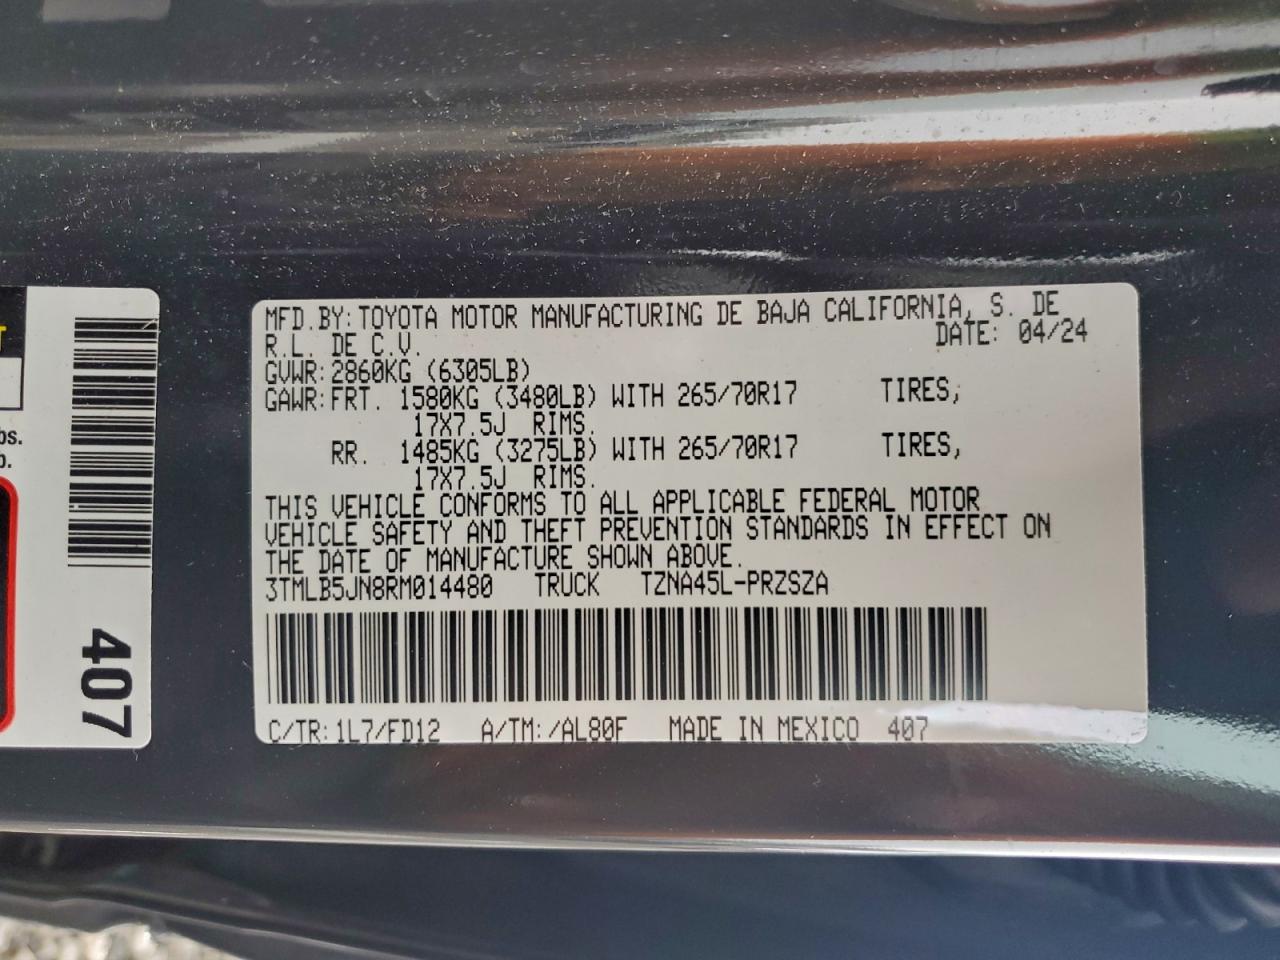 MFD.BY: TOYOTA MOTOR MANUFACTURING DE BAJA CALIFORNIA, S. DE
R.L. DE C.V. DATE: 04/24
GVWR: 2860KG (6305LB)
GAWR: FRT. 1580KG (3480LB) WITH 265/70R17 TIRES,
17X7.5J RIMS.
RR. 1485KG (3275LB) WITH 265/70R17 TIRES,
17X7.5J RIMS.
THIS VEHICLE CONFORMS TO ALL APPLICABLE FEDERAL MOTOR
VEHICLE SAFETY AND THEFT PREVENTION STANDARDS IN EFFECT ON
THE DATE OF MANUFACTURE SHOWN ABOVE.
3TMLB5JN8RM014480 TRUCK TZNA45L-PRZSZA
C/TR: 1L7/FD12 A/TM: /AL80F MADE IN MEXICO 407
407
bs.
b.